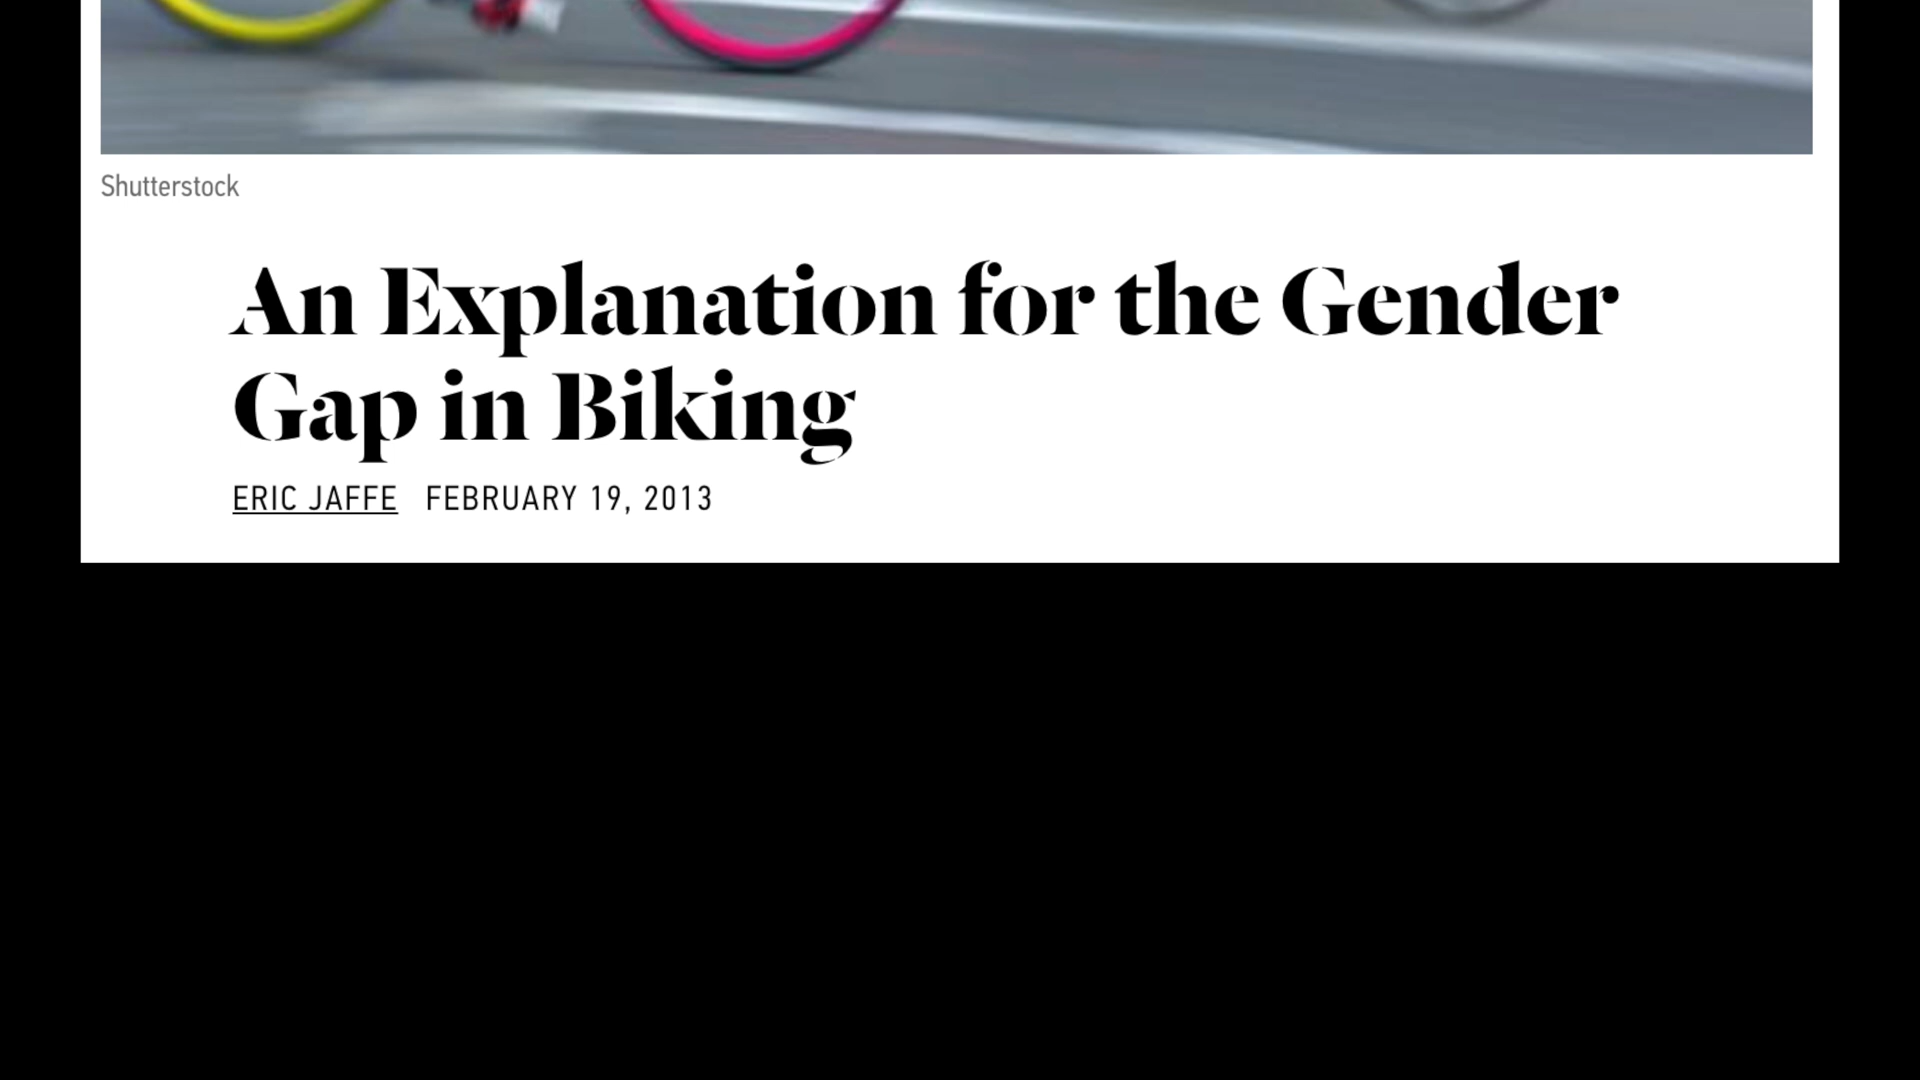 Shutterstock
An Explanation for the Gender
Gap in Biking
ERIC JAFFE FEBRUARY 19, 2013